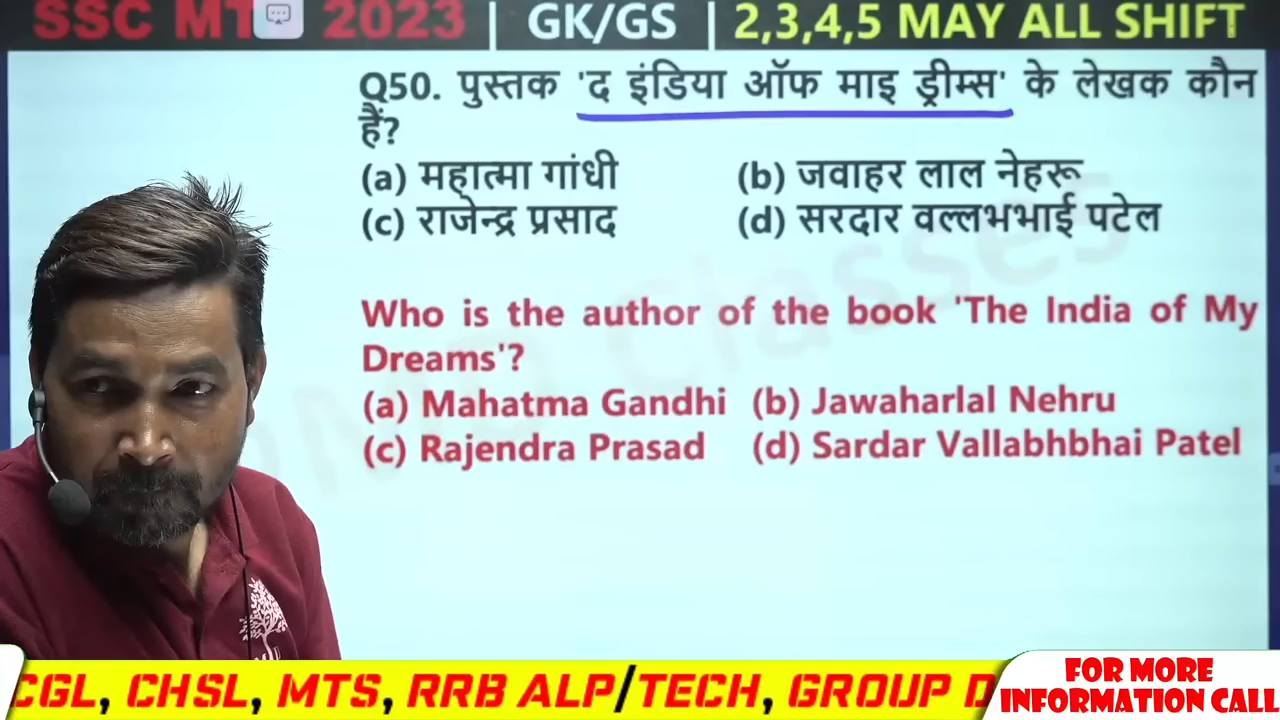 SSC MT 2023 | GK/GS | 2,3,4,5 MAY ALL SHIFT
Q50. पुस्तक 'द इंडिया ऑफ माइ ड्रीम्स' के लेखक कौन
हैं?
(a) महात्मा गांधी (b) जवाहर लाल नेहरू
(c) राजेन्द्र प्रसाद (d) सरदार वल्लभभाई पटेल
Who is the author of the book 'The India of My
Dreams'?
(a) Mahatma Gandhi (b) Jawaharlal Nehru
(c) Rajendra Prasad (d) Sardar Vallabhbhai Patel
CGL, CHSL, MTS, RRB ALP/TECH, GROUP D
FOR MORE
INFORMATION CALL